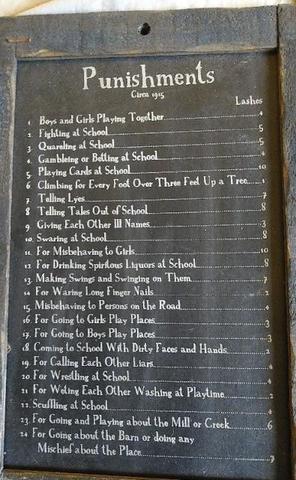 Punishments
Circa 1915
Lashes
1. Boys and Girls Playing Together 4
2. Fighting at School 5
3. Quareling at School 5
4. Gambleing or Betting at School 4
5. Playing Cards at School 10
6. Climbing for Every Foot Over Three Feet Up a Tree 1
7. Telling Lyes 7
8 Telling Tales Out of School 8
9. Giving Each Other Ill Names 3
10. Swaring at School 8
11. For Misbehaving to Girls 10
12. For Drinking Spiritous Liquors at School 8
13. Making Swings and Swinging on Them 7
14. For Waring Long Finger Nails 2
15. Misbehaving to Persons on the Road 4
16. For Going to Girls Play Places 3
17. For Going to Boys Play Places 3
18 Coming to School With Dirty Faces and Hands 2
19. For Calling Each Other Liars 4
20. For Wrestling at School 4
21. For Weting Each Other Washing at Playtime 2
22. Scuffling at School 4
23. For Going and Playing about the Mill or Creek 6
24. For Going about the Barn or doing any
Mischief about the Place 7